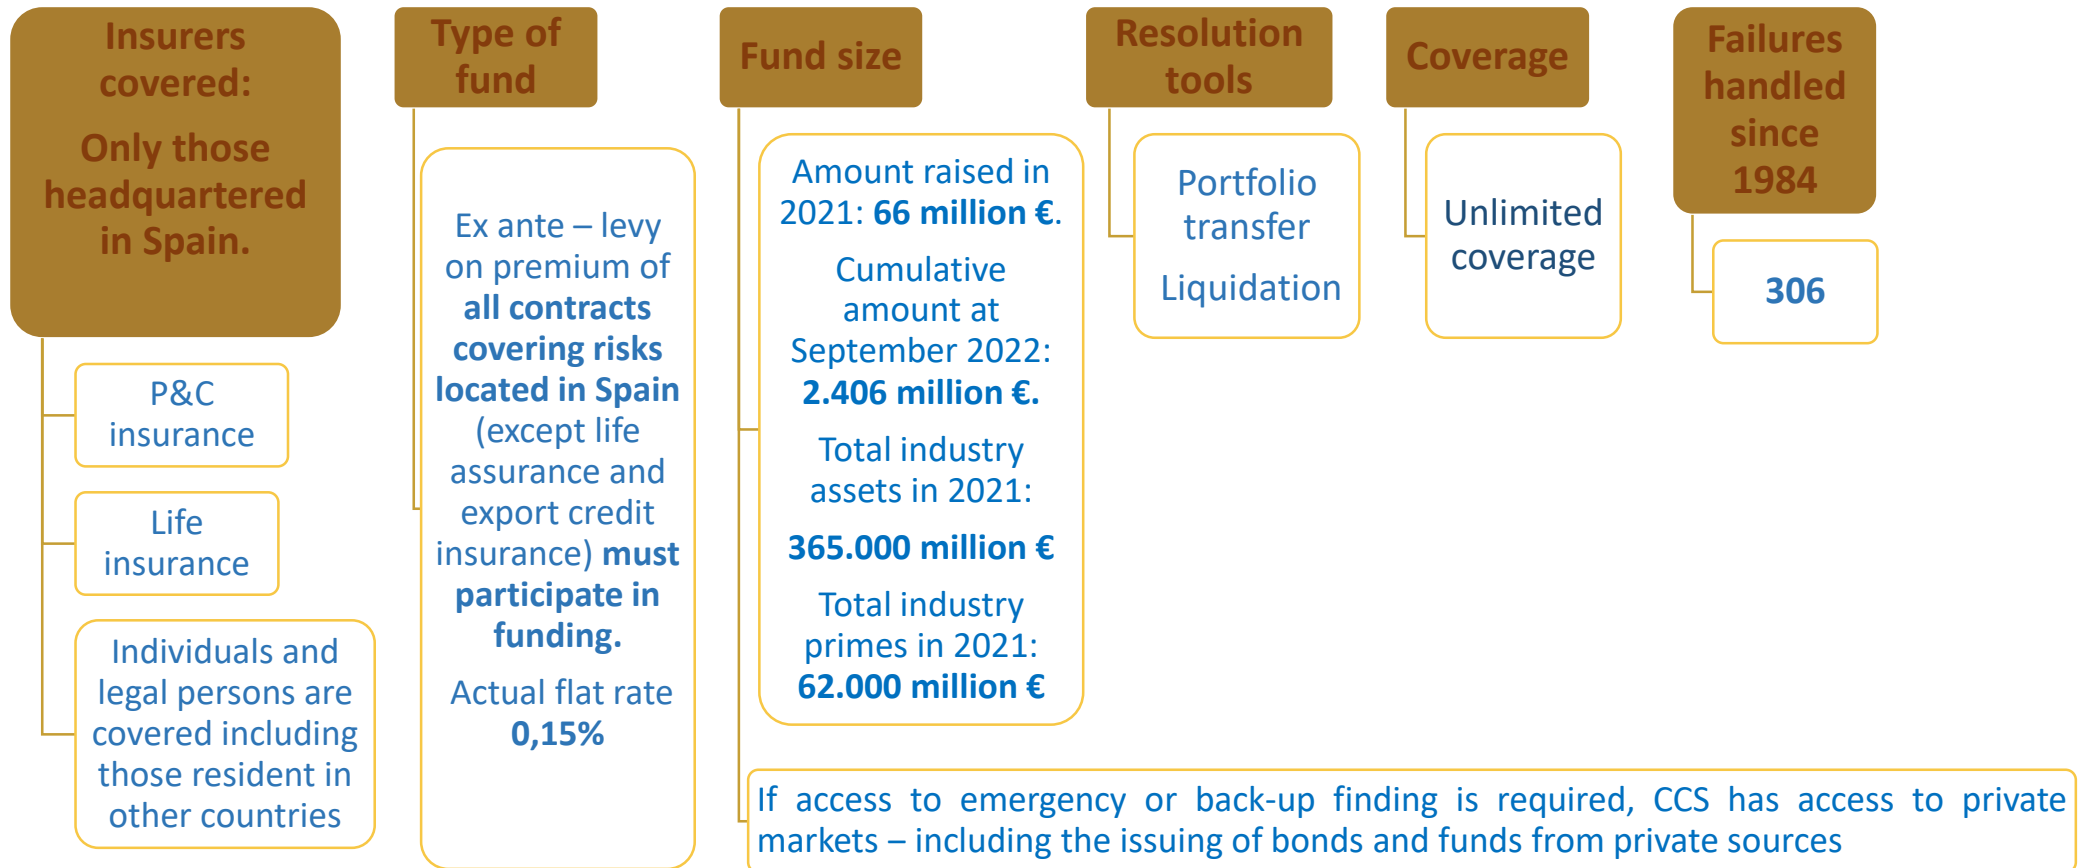 Insurers
covered:
Only those
headquartered
in Spain.
P&C
insurance
Life
insurance
Individuals and
legal persons are
covered including
those resident in
other countries
Type of
fund
Ex ante – levy
on premium of
all contracts
covering risks
located in Spain
(except life
assurance and
export credit
insurance) must
participate in
funding.
Actual flat rate
0,15%
Fund size
Amount raised in
2021: 66 million €.
Cumulative
amount at
September 2022:
2.406 million €.
Total industry
assets in 2021:
365.000 million €
Total industry
primes in 2021:
62.000 million €
If access to emergency or back-up finding is required, CCS has access to private
markets – including the issuing of bonds and funds from private sources
Resolution
tools
Portfolio
transfer
Liquidation
Coverage
Unlimited
coverage
Failures
handled
since
1984
306